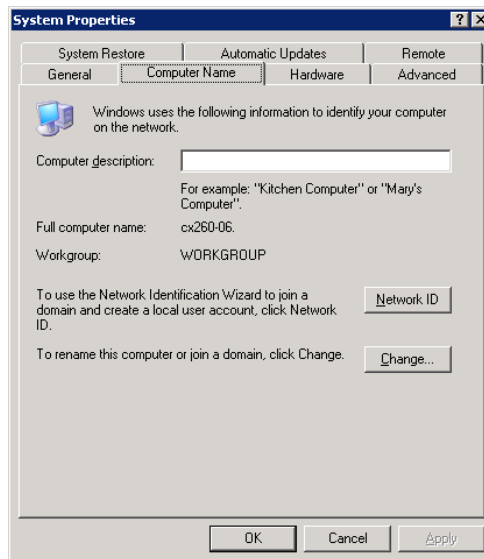 System Properties
System Restore Automatic Updates Remote
General Computer Name Hardware Advanced
Windows uses the following information to identify your computer
on the network.
Computer description:
For example: "Kitchen Computer" or "Mary's
Computer".
Full computer name: cx260-06.
Workgroup: WORKGROUP
To use the Network Identification Wizard to join a
domain and create a local user account, click Network
ID.
Network ID
To rename this computer or join a domain, click Change.
Change...
OK Cancel Apply